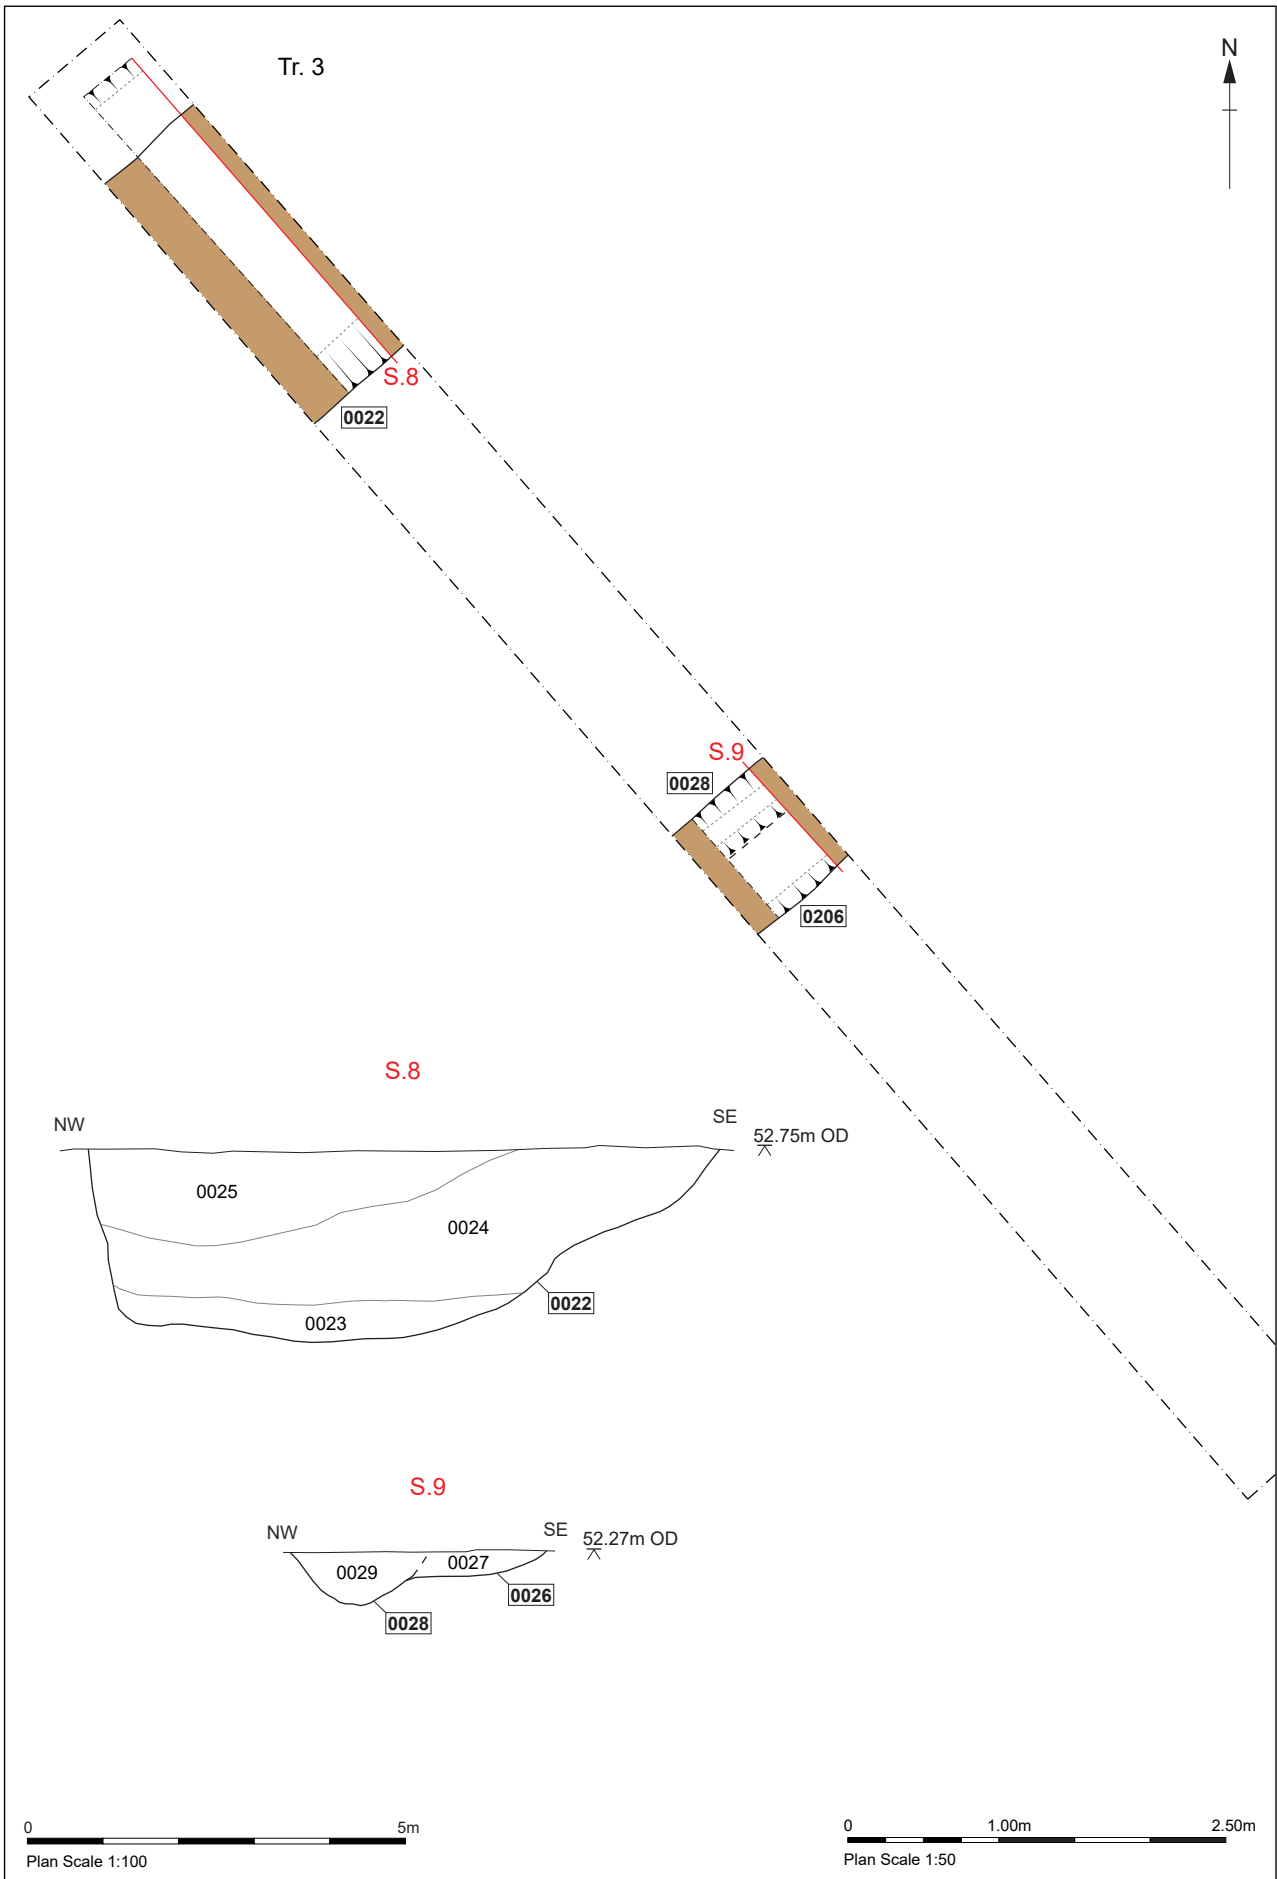 Tr. 3
N
S.8
0022
S.9
0028
0206
S.8
NW
SE
52.75m OD
0025
0024
0022
0023
S.9
NW
SE
52.27m OD
0029
0027
0026
0028
0 5m
Plan Scale 1:100
0 1.00m 2.50m
Plan Scale 1:50